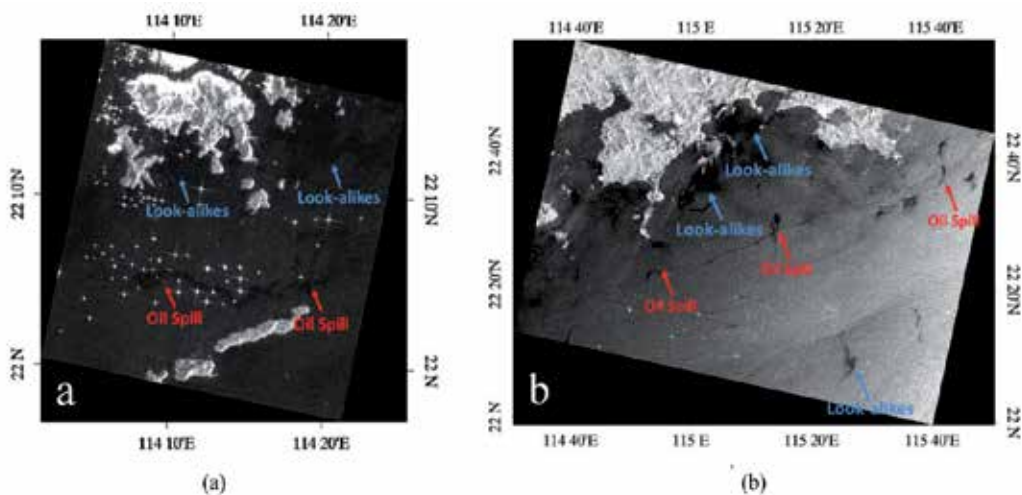 114 10'E 114 20'E
Look-alikes Look-alikes
22 10'N 22 10'N
Oil Spill Oil Spill
22 N 22 N
a
114 10'E 114 20'E
(a)
114 40'E 115 E 115 20'E 115 40'E
22 40'N 22 40'N
Look-alikes
Look-alikes
Oil Spill
Oil Spill
Oil Spill
22 20'N 22 20'N
Look-alikes
22 N 22 N
b
114 40'E 115 E 115 20'E 115 40'E
(b)